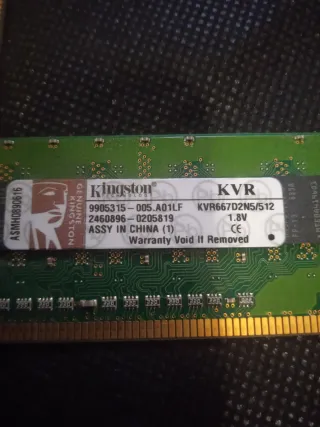 Kingston KVR
9905315-005.A01LF KVR667D2N5/512
2460896-0205819 1.8V
ASSY IN CHINA (1) CE
Warranty Void If Removed
GENUINE
KINGSTON
ASMH0890616